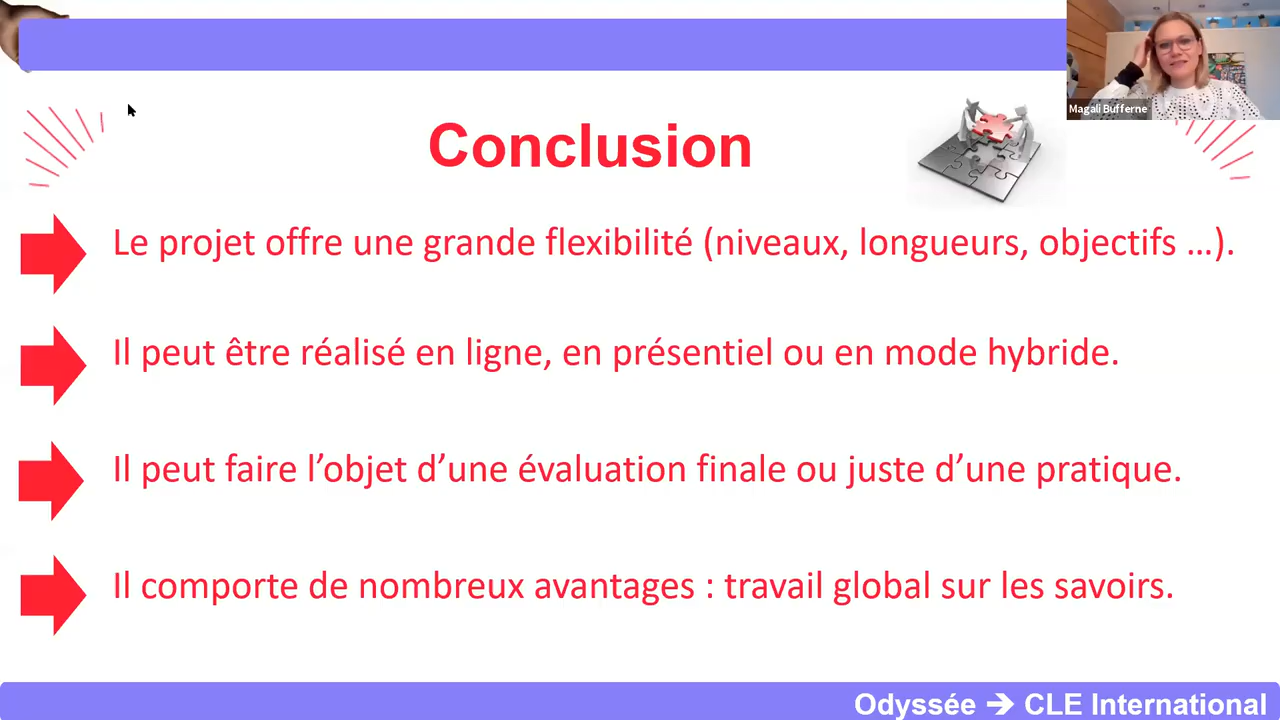 Magali Bufferne
Conclusion
Le projet offre une grande flexibilité (niveaux, longueurs, objectifs ...).
Il peut être réalisé en ligne, en présentiel ou en mode hybride.
Il peut faire l’objet d’une évaluation finale ou juste d’une pratique.
Il comporte de nombreux avantages : travail global sur les savoirs.
Odyssée ➔ CLE International